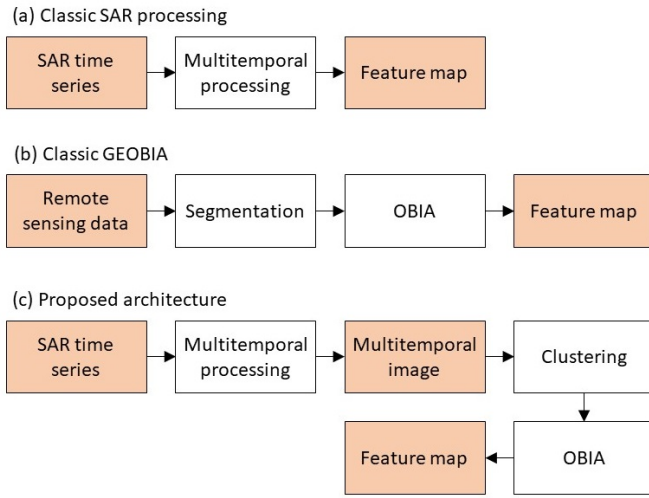 (a) Classic SAR processing
SAR time
series
Multitemporal
processing
Feature map
(b) Classic GEOBIA
Remote
sensing data
Segmentation
OBIA
Feature map
(c) Proposed architecture
SAR time
series
Multitemporal
processing
Multitemporal
image
Clustering
OBIA
Feature map